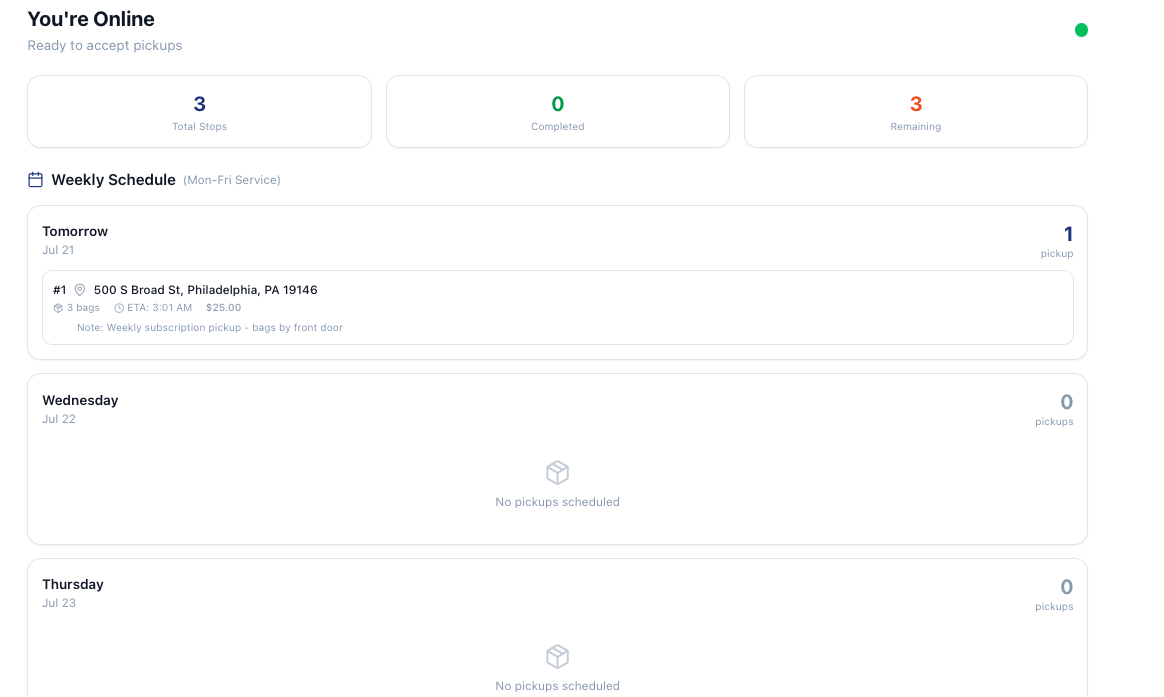 You're Online
Ready to accept pickups
3
Total Stops
0
Completed
3
Remaining
Weekly Schedule (Mon-Fri Service)
Tomorrow
Jul 21
1
pickup
#1 500 S Broad St, Philadelphia, PA 19146
3 bags ETA: 3:01 AM $25.00
Note: Weekly subscription pickup - bags by front door
Wednesday
Jul 22
0
pickups
No pickups scheduled
Thursday
Jul 23
0
pickups
No pickups scheduled